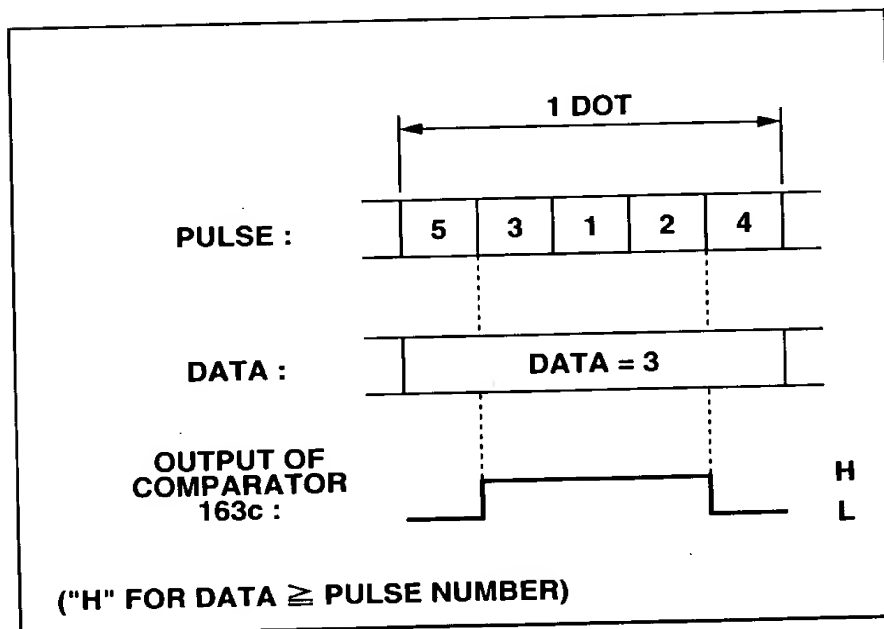 1 DOT
PULSE : 5 3 1 2 4
DATA : DATA = 3
OUTPUT OF
COMPARATOR
163c :
H
L
("H" FOR DATA ≧ PULSE NUMBER)